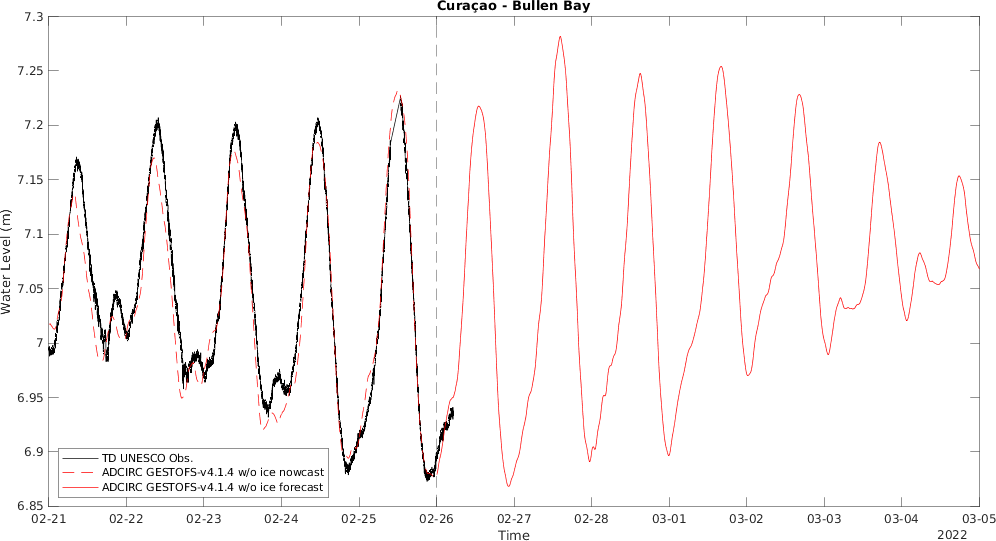 Curaçao - Bullen Bay
Water Level (m)
7.3
7.25
7.2
7.15
7.1
7.05
7
6.95
6.9
6.85
TD UNESCO Obs.
ADCIRC GESTOFS-v4.1.4 w/o ice nowcast
ADCIRC GESTOFS-v4.1.4 w/o ice forecast
02-21 02-22 02-23 02-24 02-25 02-26 02-27 02-28 03-01 03-02 03-03 03-04 03-05
Time
2022